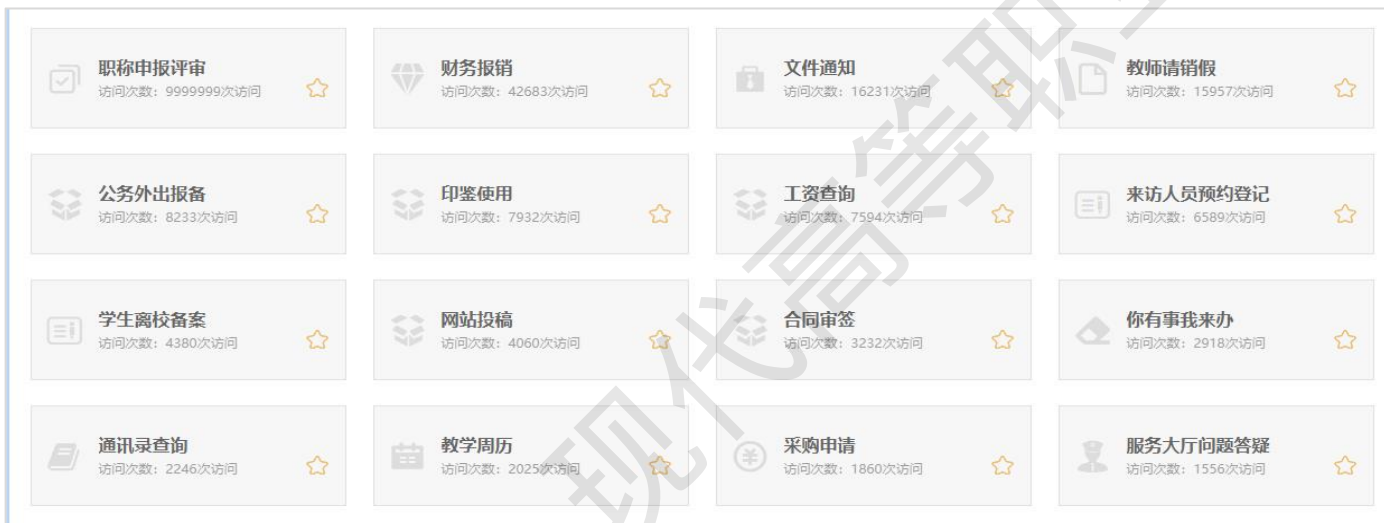 职称申报评审
访问次数：9999999次访问
财务报销
访问次数：42683次访问
文件通知
访问次数：16231次访问
教师请销假
访问次数：15957次访问
公务外出报备
访问次数：8233次访问
印鉴使用
访问次数：7932次访问
工资查询
访问次数：7594次访问
来访人员预约登记
访问次数：6589次访问
学生离校备案
访问次数：4380次访问
网站投稿
访问次数：4060次访问
合同审签
访问次数：3232次访问
你有事我来办
访问次数：2918次访问
通讯录查询
访问次数：2246次访问
教学周历
访问次数：2025次访问
采购申请
访问次数：1860次访问
服务大厅问题答疑
访问次数：1556次访问
现代高等职